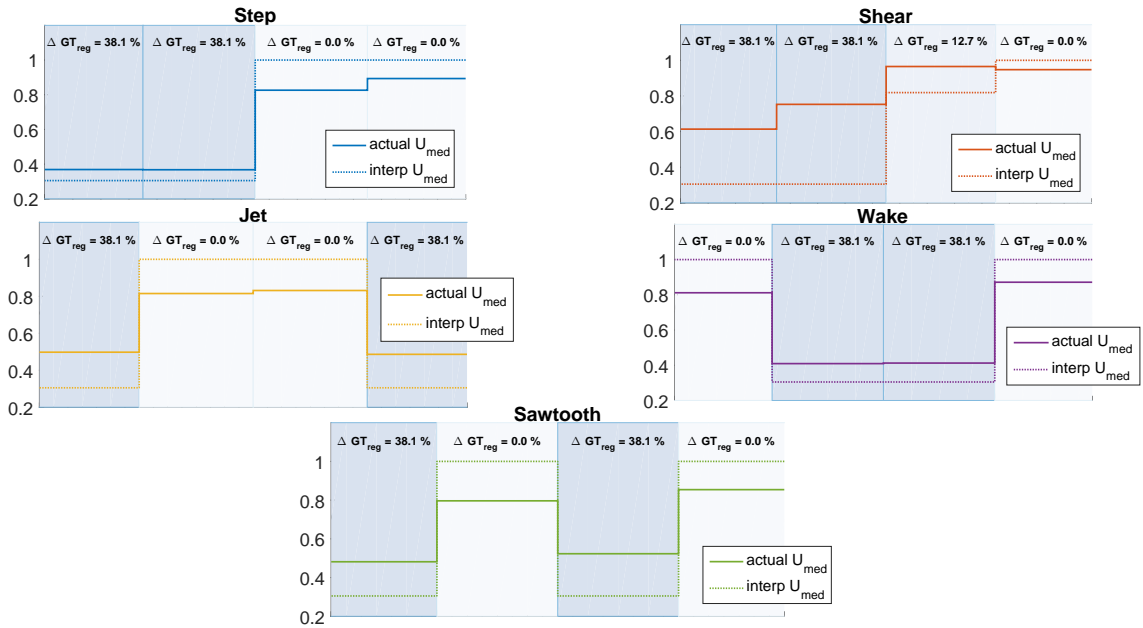 Step
Δ GT_reg = 38.1 % Δ GT_reg = 38.1 % Δ GT_reg = 0.0 % Δ GT_reg = 0.0 %
1
0.8
0.6
0.4
0.2
actual U_med
interp U_med
Shear
Δ GT_reg = 38.1 % Δ GT_reg = 38.1 % Δ GT_reg = 12.7 % Δ GT_reg = 0.0 %
1
0.8
0.6
0.4
0.2
actual U_med
interp U_med
Jet
Δ GT_reg = 38.1 % Δ GT_reg = 0.0 % Δ GT_reg = 0.0 % Δ GT_reg = 38.1 %
1
0.8
0.6
0.4
0.2
actual U_med
interp U_med
Wake
Δ GT_reg = 0.0 % Δ GT_reg = 38.1 % Δ GT_reg = 38.1 % Δ GT_reg = 0.0 %
1
0.8
0.6
0.4
0.2
actual U_med
interp U_med
Sawtooth
Δ GT_reg = 38.1 % Δ GT_reg = 0.0 % Δ GT_reg = 38.1 % Δ GT_reg = 0.0 %
1
0.8
0.6
0.4
0.2
actual U_med
interp U_med